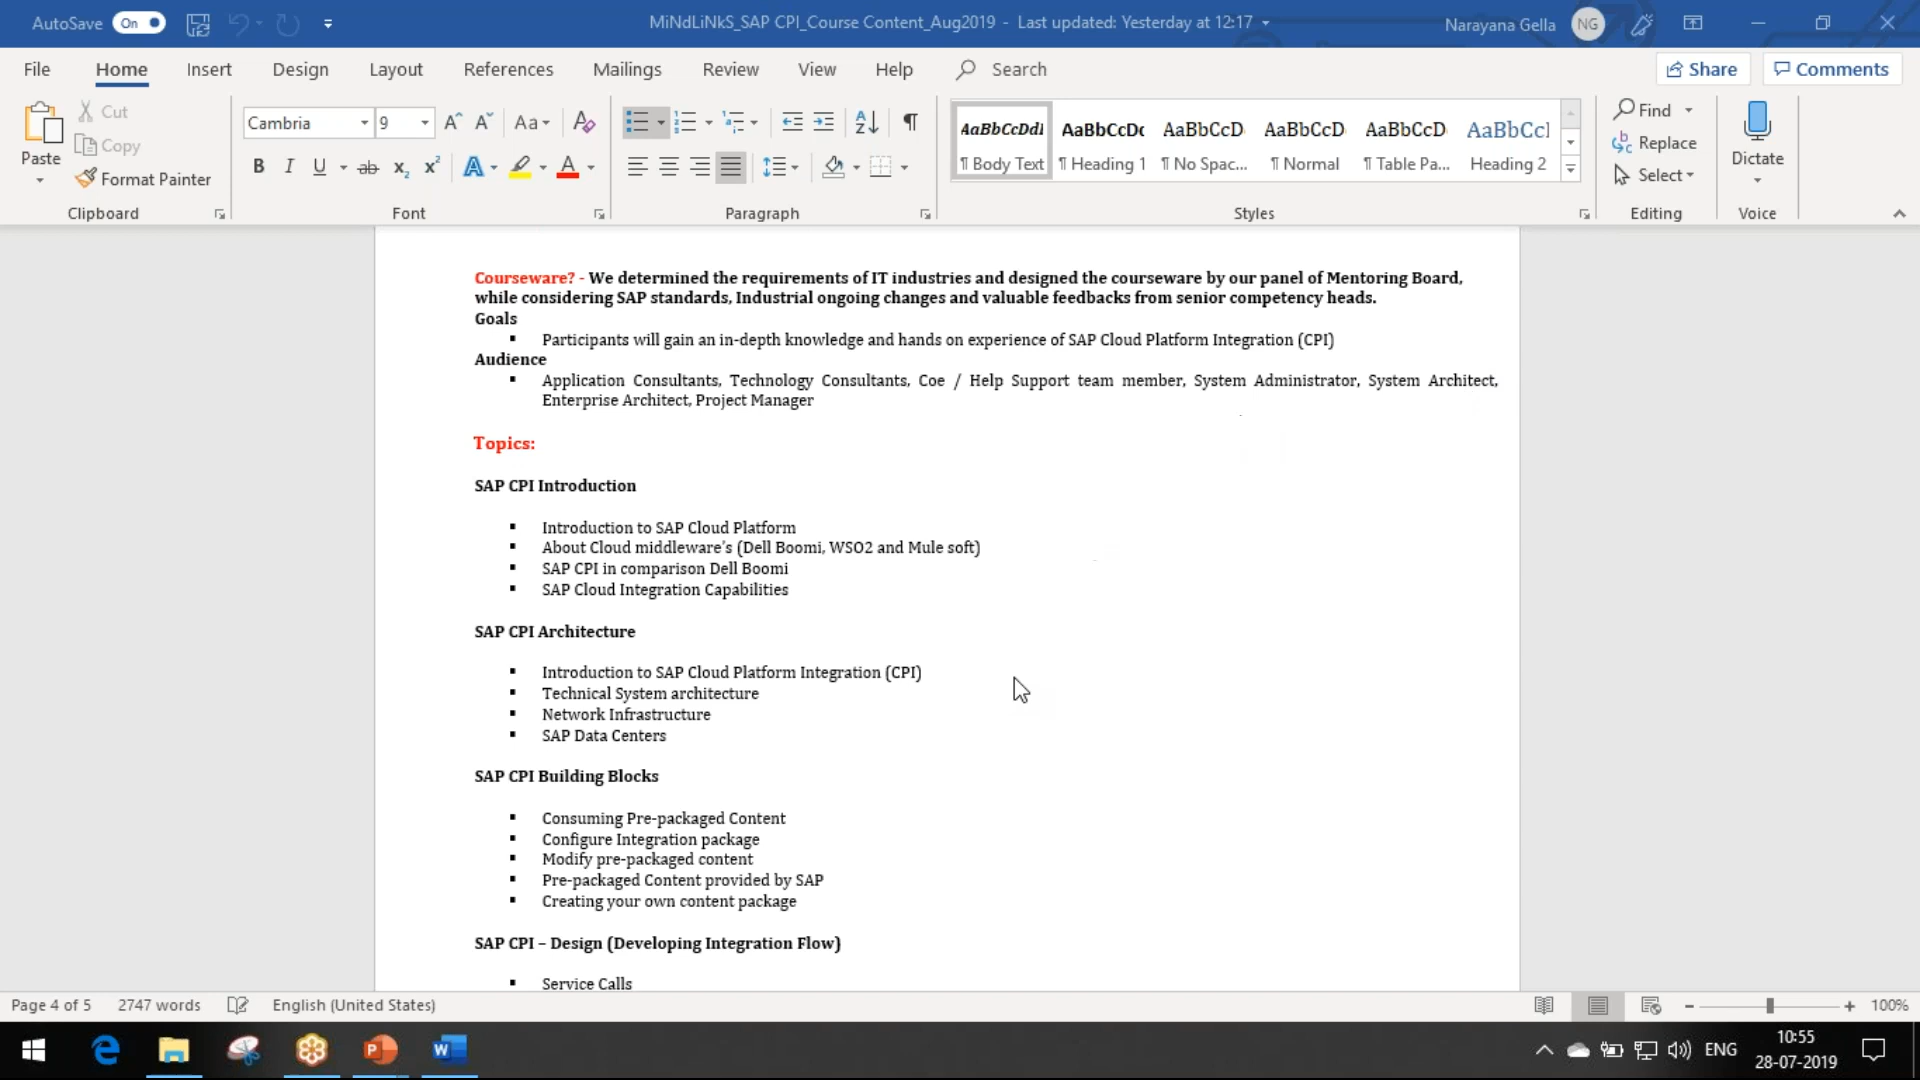 AutoSave On MiNdLiNkS_SAP CPI_Course Content_Aug2019 - Last updated: Yesterday at 12:17 Narayana Gella NG
File Home Insert Design Layout References Mailings Review View Help Search Share Comments
Paste
Cut
Copy
Format Painter
Clipboard
Cambria 9
Font
Paragraph
AaBbCcDdI AaBbCcDc AaBbCcD AaBbCcD AaBbCcD AaBbCcI
¶ Body Text ¶ Heading 1 ¶ No Spac... ¶ Normal ¶ Table Pa... Heading 2
Styles
Find
Replace
Select
Editing
Dictate
Voice
Courseware? - We determined the requirements of IT industries and designed the courseware by our panel of Mentoring Board,
while considering SAP standards, Industrial ongoing changes and valuable feedbacks from senior competency heads.
Goals
▪ Participants will gain an in-depth knowledge and hands on experience of SAP Cloud Platform Integration (CPI)
Audience
▪ Application Consultants, Technology Consultants, Coe / Help Support team member, System Administrator, System Architect,
Enterprise Architect, Project Manager
Topics:
SAP CPI Introduction
▪ Introduction to SAP Cloud Platform
▪ About Cloud middleware's (Dell Boomi, WSO2 and Mule soft)
▪ SAP CPI in comparison Dell Boomi
▪ SAP Cloud Integration Capabilities
SAP CPI Architecture
▪ Introduction to SAP Cloud Platform Integration (CPI)
▪ Technical System architecture
▪ Network Infrastructure
▪ SAP Data Centers
SAP CPI Building Blocks
▪ Consuming Pre-packaged Content
▪ Configure Integration package
▪ Modify pre-packaged content
▪ Pre-packaged Content provided by SAP
▪ Creating your own content package
SAP CPI – Design (Developing Integration Flow)
▪ Service Calls
Page 4 of 5 2747 words English (United States) 100%
ENG 10:55
28-07-2019